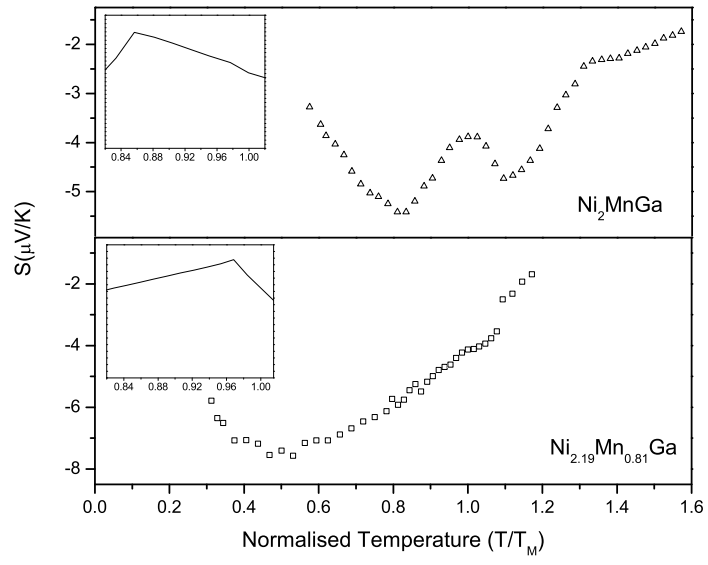 0.84 0.88 0.92 0.96 1.00
-2
-3
-4
-5
Ni₂MnGa
S(μV/K)
0.84 0.88 0.92 0.96 1.00
-2
-4
-6
-8
Ni₂.₁₉Mn₀.₈₁Ga
0.0 0.2 0.4 0.6 0.8 1.0 1.2 1.4 1.6
Normalised Temperature (T/T_M)